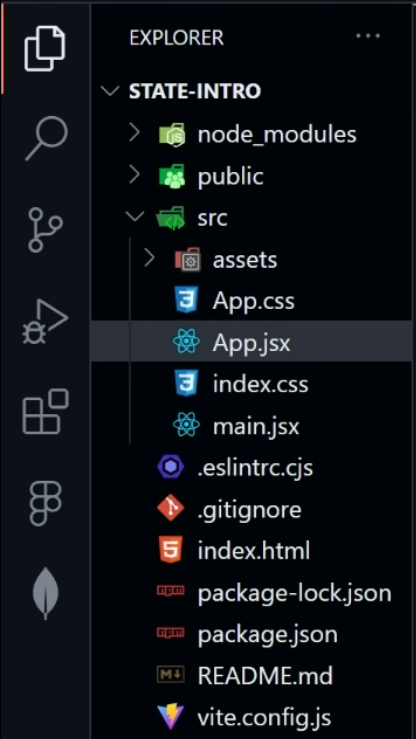 EXPLORER
STATE-INTRO
node_modules
public
src
assets
App.css
App.jsx
index.css
main.jsx
.eslintrc.cjs
.gitignore
index.html
package-lock.json
package.json
README.md
vite.config.js